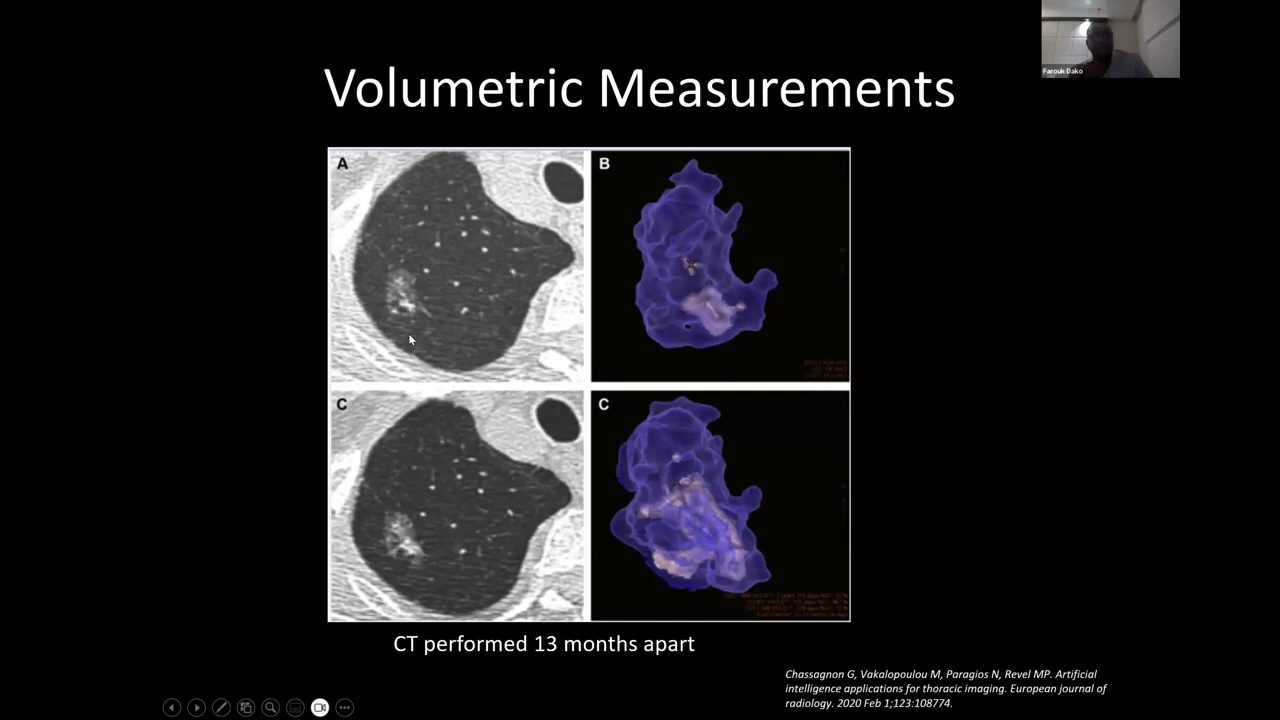 Farouk Dako
Volumetric Measurements
A
B
C
C
CT performed 13 months apart
Chassagnon G, Vakalopoulou M, Paragios N, Revel MP. Artificial
intelligence applications for thoracic imaging. European journal of
radiology. 2020 Feb 1;123:108774.